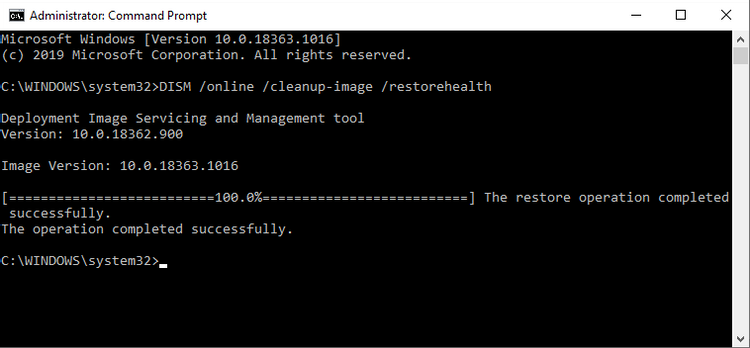 Administrator: Command Prompt
Microsoft Windows [Version 10.0.18363.1016]
(c) 2019 Microsoft Corporation. All rights reserved.
C:\WINDOWS\system32>DISM /online /cleanup-image /restorehealth
Deployment Image Servicing and Management tool
Version: 10.0.18362.900
Image Version: 10.0.18363.1016
[==========================100.0%==========================] The restore operation completed
successfully.
The operation completed successfully.
C:\WINDOWS\system32>